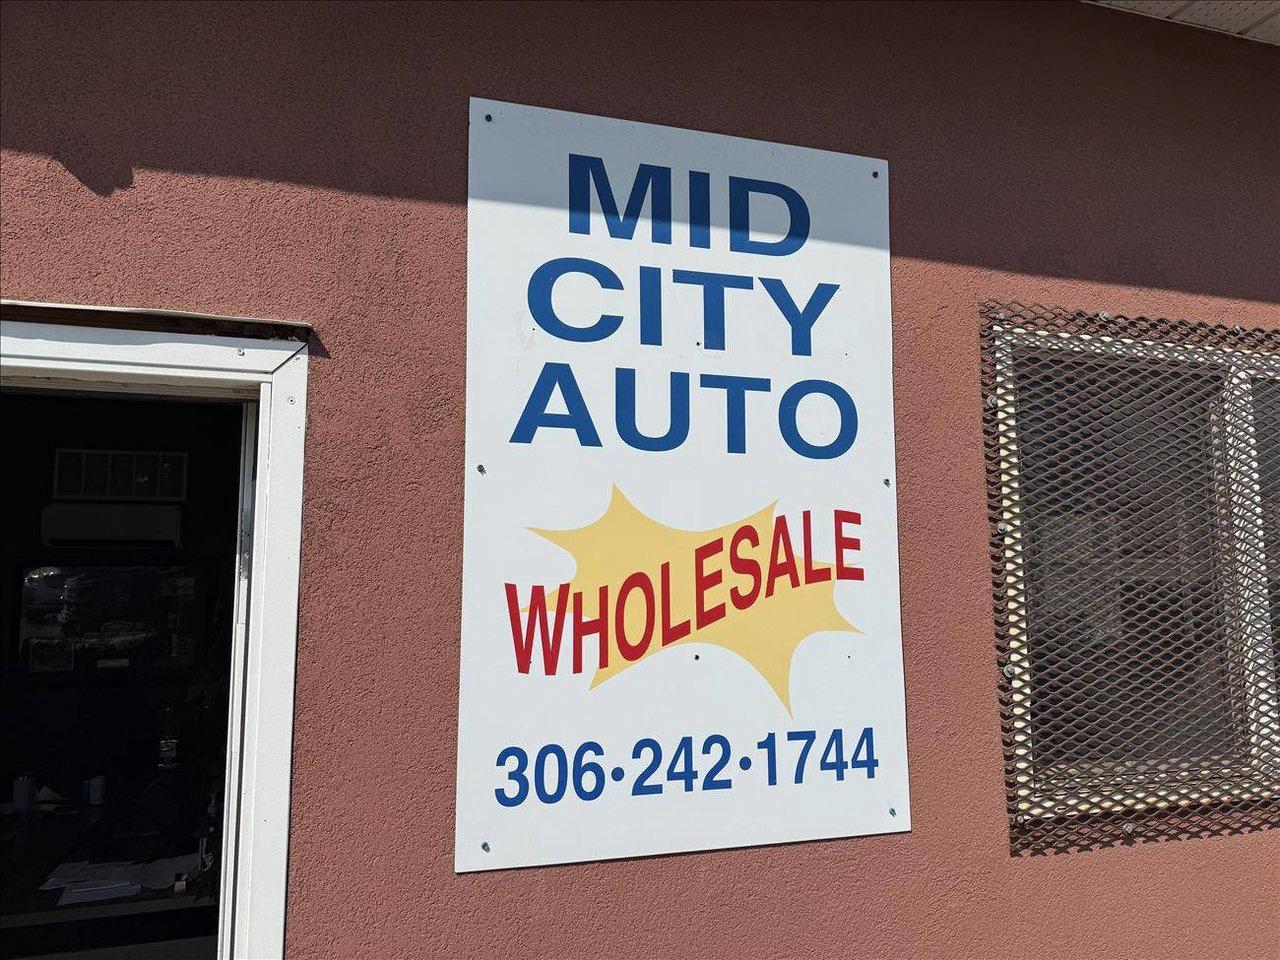 MID
CITY
AUTO
WHOLESALE
306·242·1744